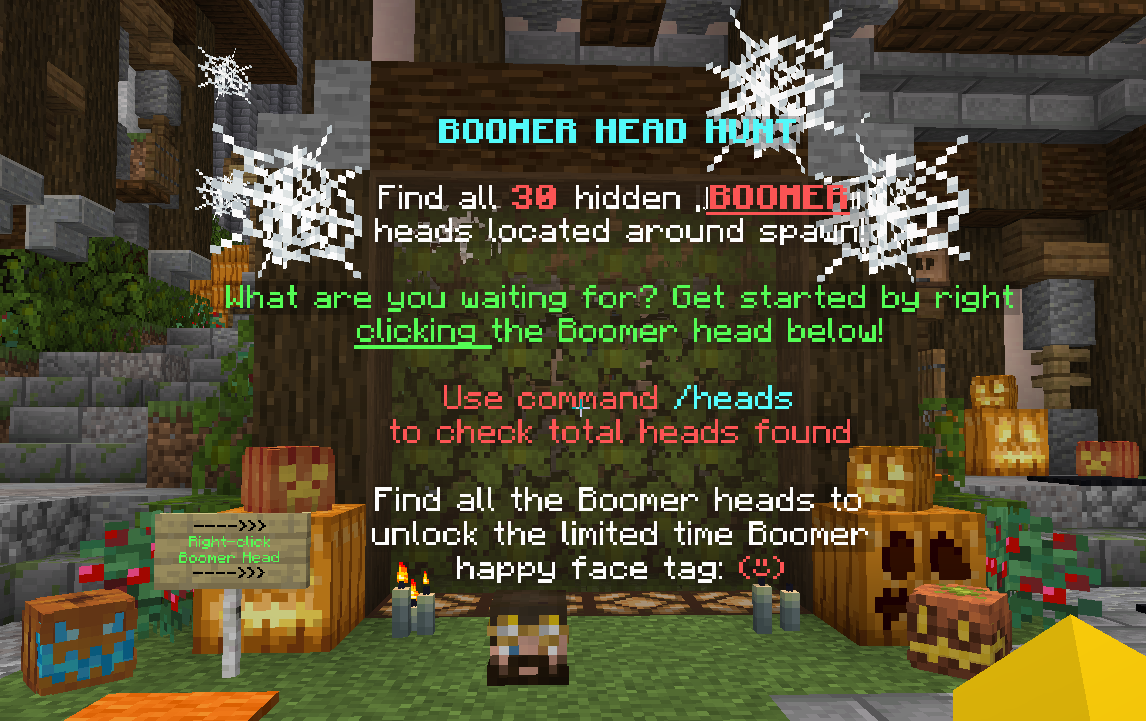 BOOMER HEAD HUNT
Find all 30 hidden BOOMER
heads located around spawn!
What are you waiting for? Get started by right
clicking the Boomer head below!
Use command /heads
to check total heads found
Find all the Boomer heads to
unlock the limited time Boomer
happy face tag: ( :̲ )
---->>>
Right-click
Boomer Head
---->>>